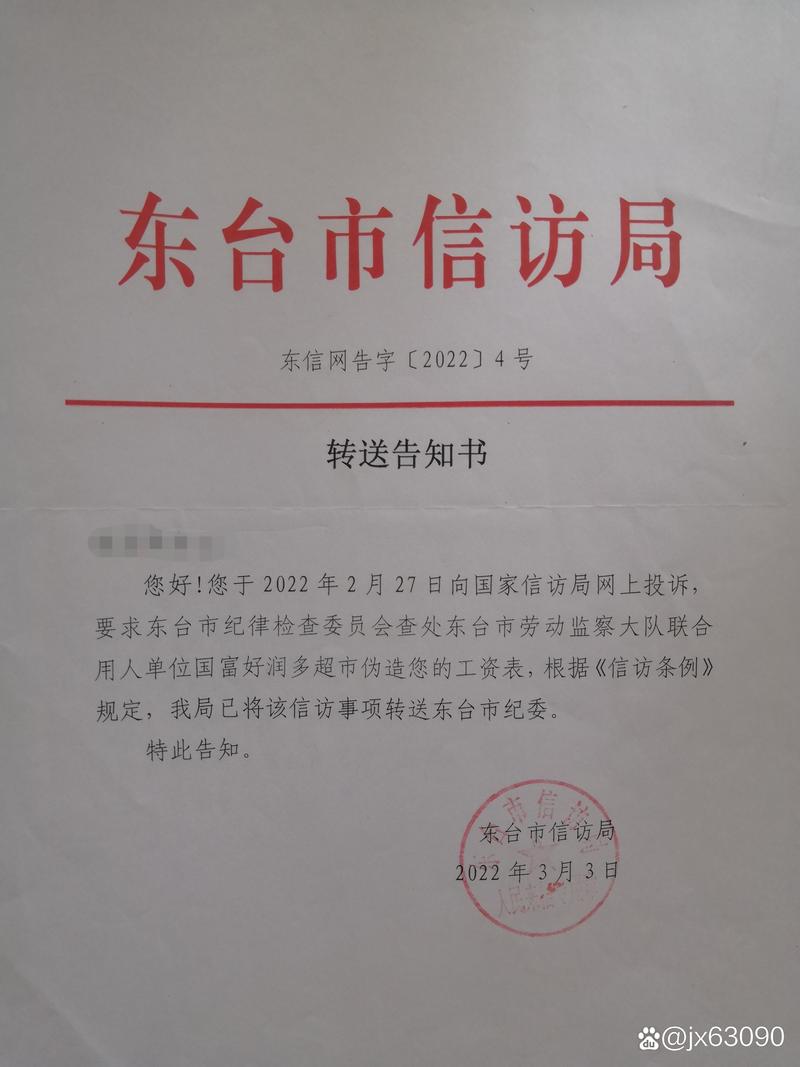 东台市信访局
东信网告字〔2022〕4号
转送告知书
您好!您于2022年2月27日向国家信访局网上投诉,
要求东台市纪律检查委员会查处东台市劳动监察大队联合
用人单位国富好润多超市伪造您的工资表,根据《信访条例》
规定,我局已将该信访事项转送东台市纪委。
特此告知。
东台市信访局
2022年3月3日
du @jx63090